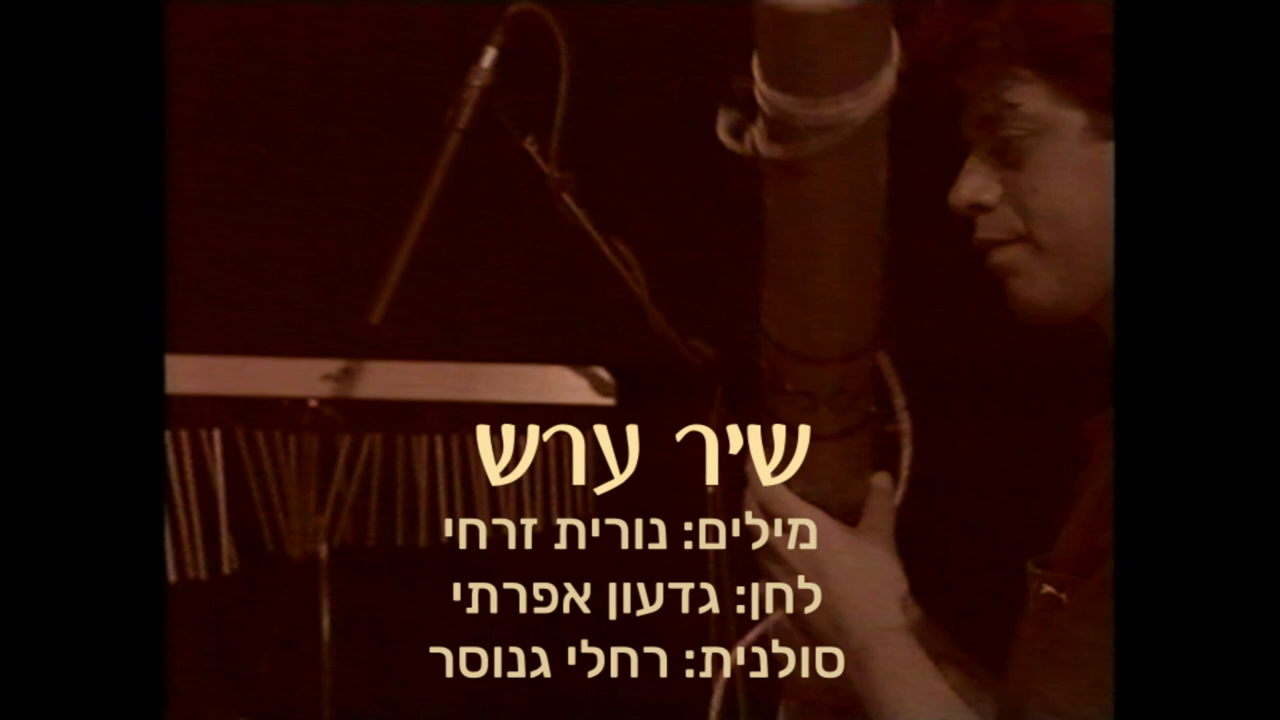 שיר ערש
מילים: נורית זרחי
לחן: גדעון אפרתי
סולנית: רחלי גנוסר